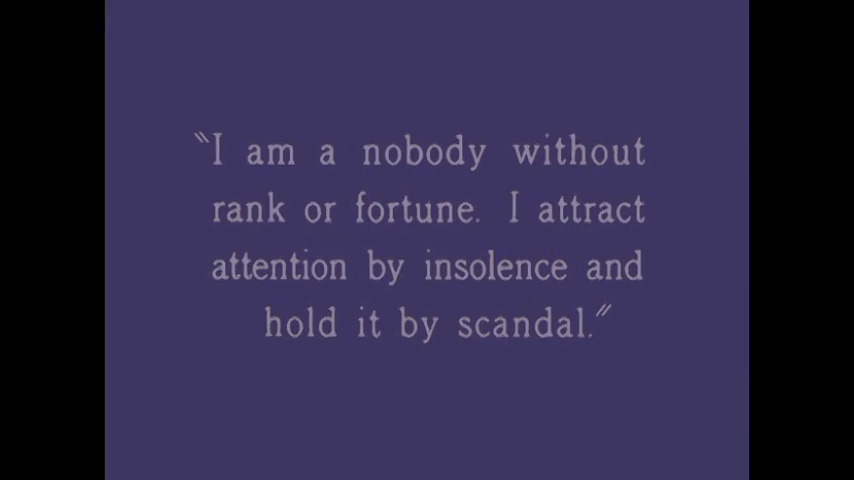 "I am a nobody without
rank or fortune. I attract
attention by insolence and
hold it by scandal."